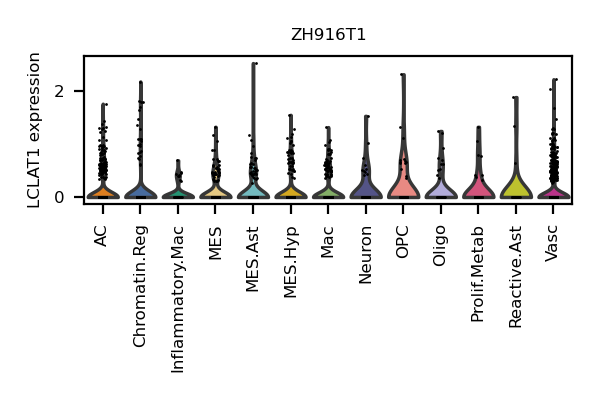 ZH916T1
LCLAT1 expression
2
0
AC
Chromatin.Reg
Inflammatory.Mac
MES
MES.Ast
MES.Hyp
Mac
Neuron
OPC
Oligo
Prolif.Metab
Reactive.Ast
Vasc